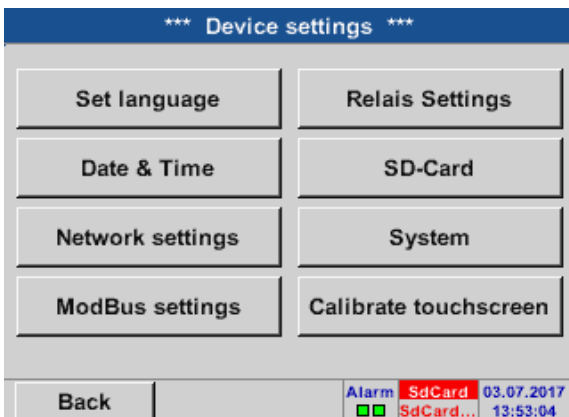 *** Device settings ***
Set language
Relais Settings
Date & Time
SD-Card
Network settings
System
ModBus settings
Calibrate touchscreen
Back
Alarm
SdCard
SdCard...
03.07.2017
13:53:04